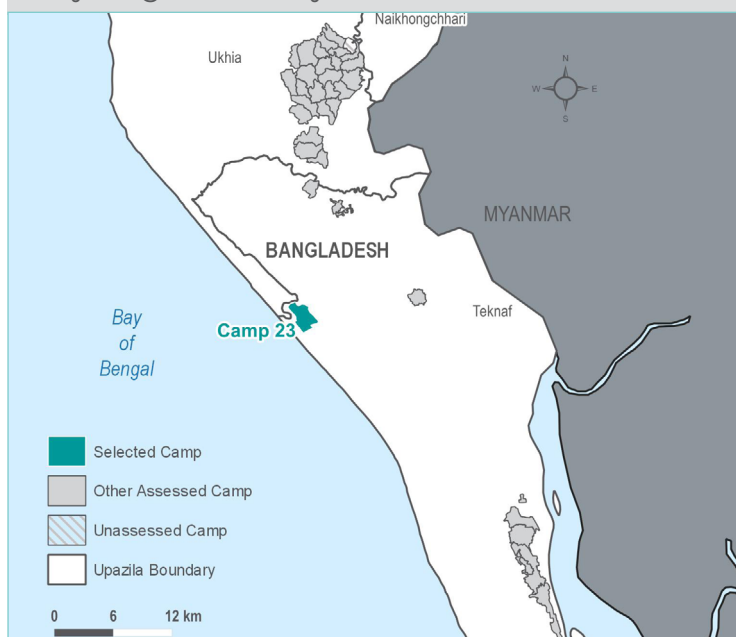 Naikhongchhari
Ukhia
N
W
E
S
MYANMAR
BANGLADESH
Teknaf
Bay
of
Bengal
Camp 23
Selected Camp
Other Assessed Camp
Unassessed Camp
Upazila Boundary
0 6 12 km